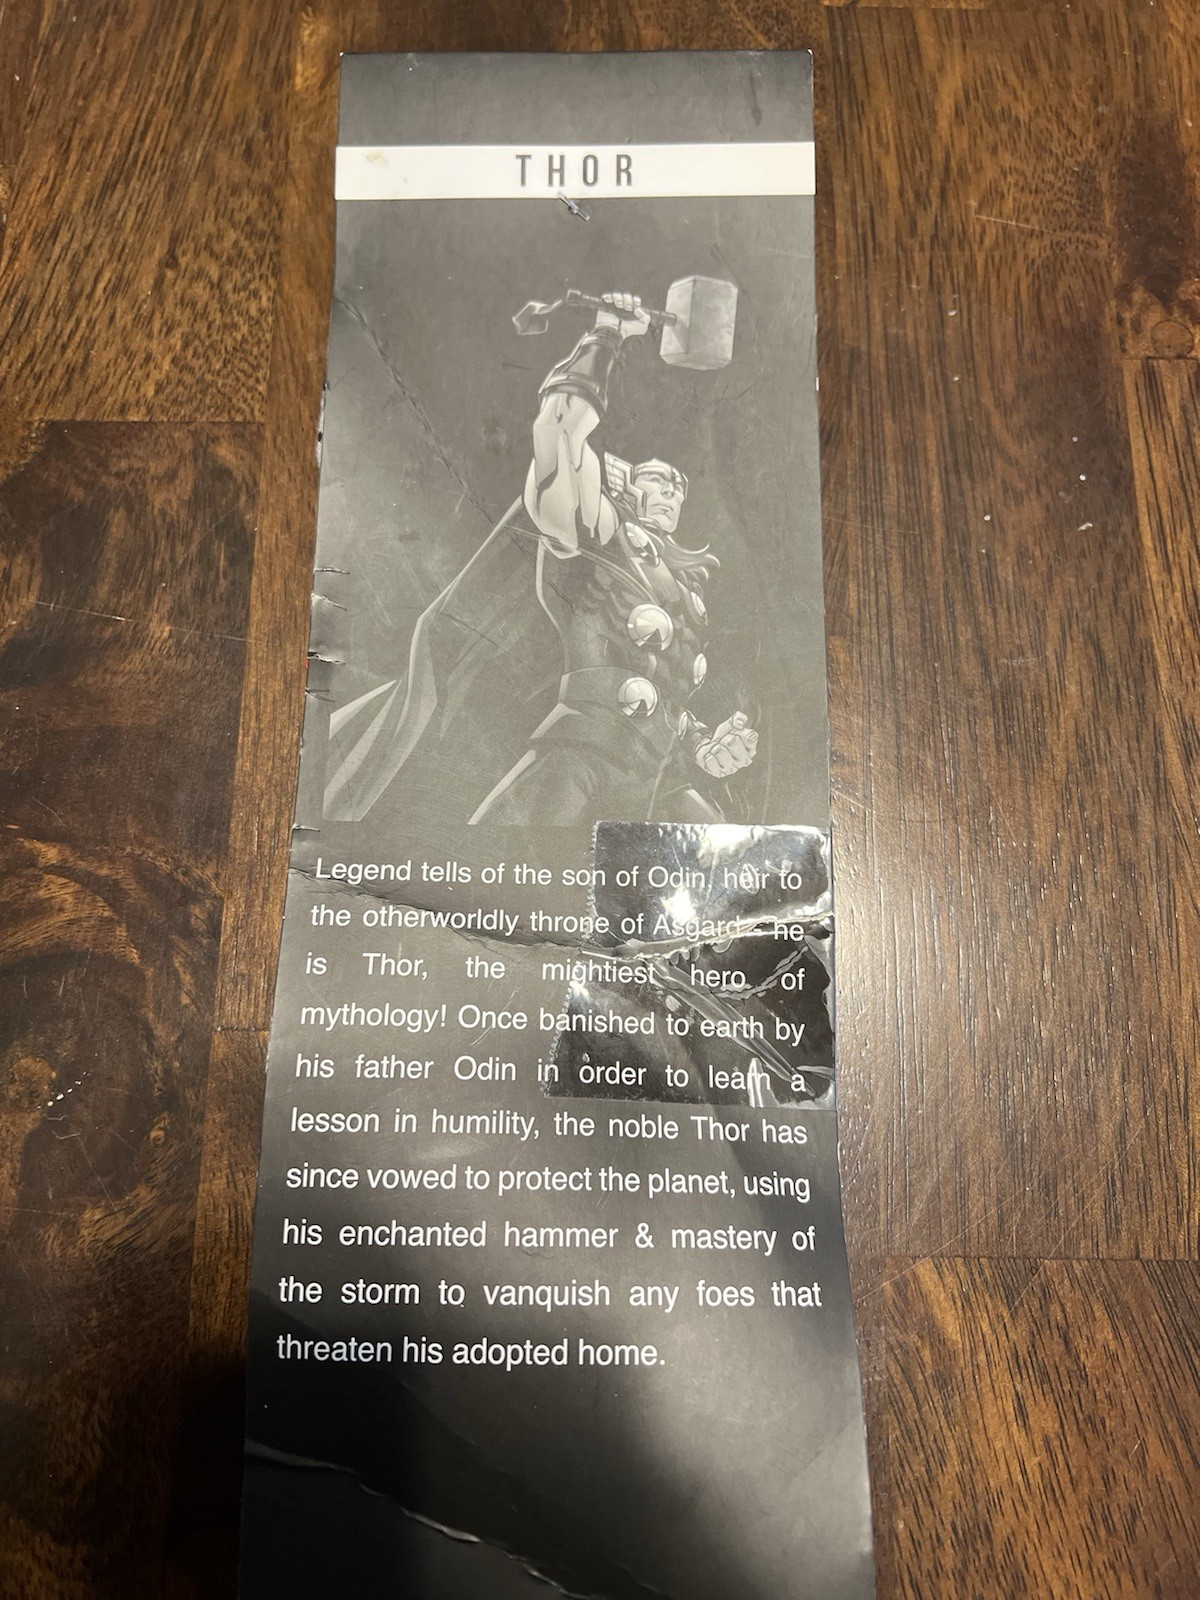 THOR
Legend tells of the son of Odin, heir to
the otherworldly throne of Asgard - he
is Thor, the mightiest hero of
mythology! Once banished to earth by
his father Odin in order to learn a
lesson in humility, the noble Thor has
since vowed to protect the planet, using
his enchanted hammer & mastery of
the storm to vanquish any foes that
threaten his adopted home.